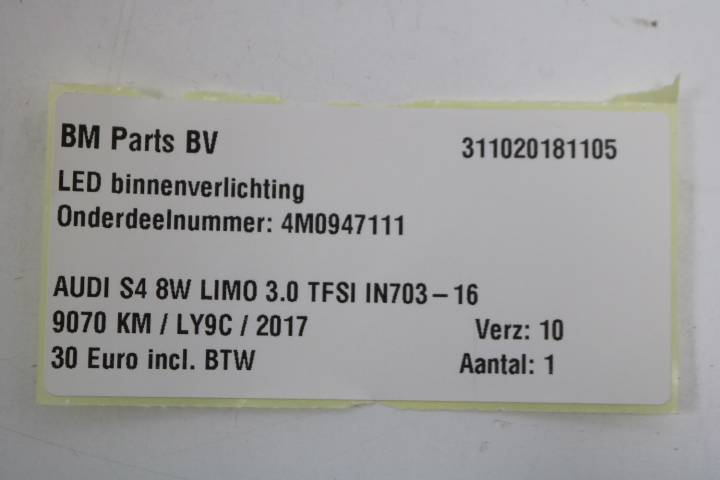 BM Parts BV 311020181105
LED binnenverlichting
Onderdeelnummer: 4M0947111
AUDI S4 8W LIMO 3.0 TFSI IN703-16
9070 KM / LY9C / 2017 Verz: 10
30 Euro incl. BTW Aantal: 1